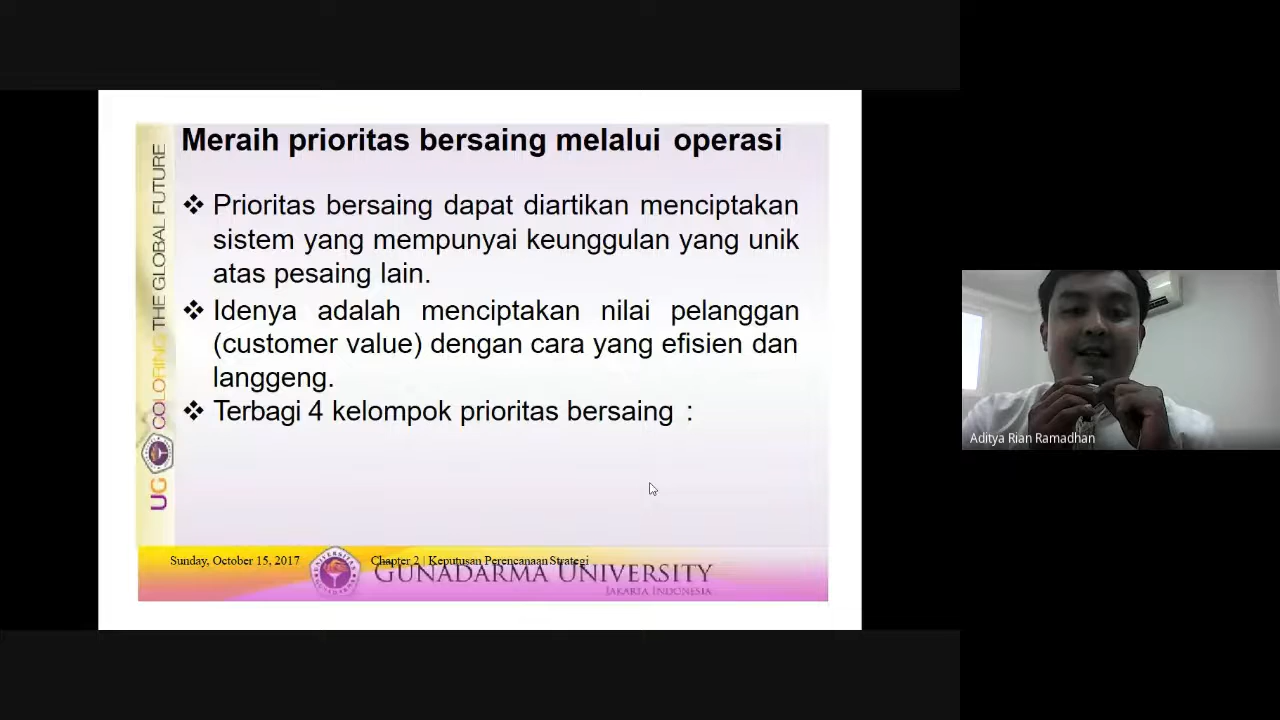 Meraih prioritas bersaing melalui operasi
❖ Prioritas bersaing dapat diartikan menciptakan
sistem yang mempunyai keunggulan yang unik
atas pesaing lain.
❖ Idenya adalah menciptakan nilai pelanggan
(customer value) dengan cara yang efisien dan
langgeng.
❖ Terbagi 4 kelompok prioritas bersaing :
UG COLORING THE GLOBAL FUTURE
Sunday, October 15, 2017
Chapter 2 | Keputusan Perencanaan Strategi
GUNADARMA UNIVERSITY
JAKARTA INDONESIA
Aditya Rian Ramadhan